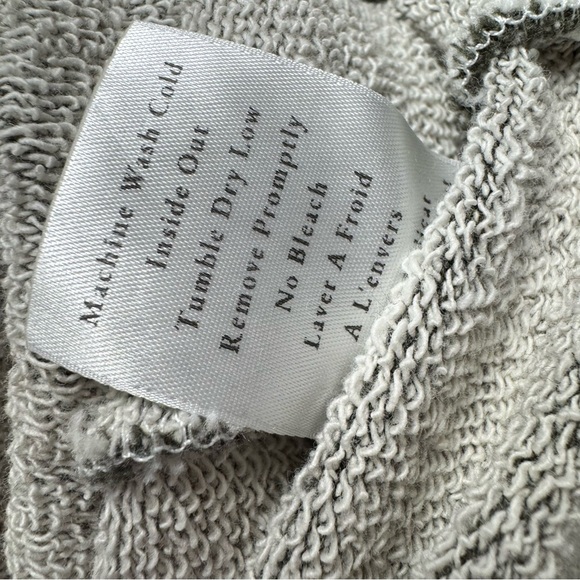 Machine Wash Cold
Inside Out
Tumble Dry Low
Remove Promptly
No Bleach
Laver A Froid
A L'envers